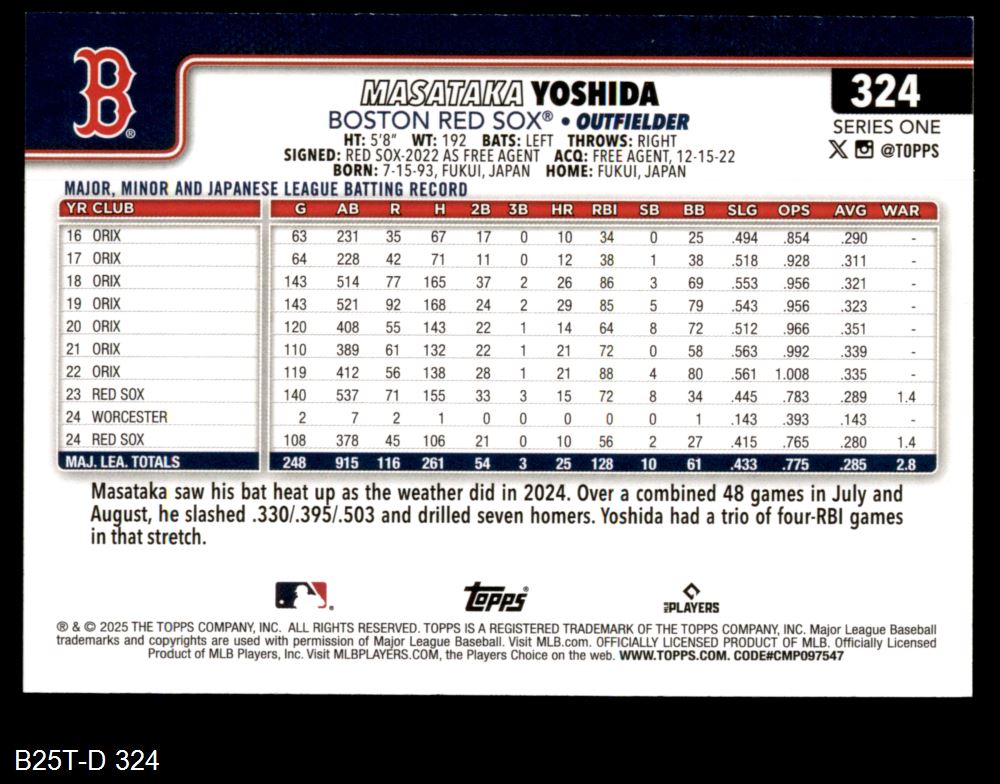 B®
MASATAKA YOSHIDA
324
BOSTON RED SOX® • OUTFIELDER
SERIES ONE
HT: 5'8" WT: 192 BATS: LEFT THROWS: RIGHT
@TOPPS
SIGNED: RED SOX-2022 AS FREE AGENT ACQ: FREE AGENT, 12-15-22
BORN: 7-15-93, FUKUI, JAPAN HOME: FUKUI, JAPAN
MAJOR, MINOR AND JAPANESE LEAGUE BATTING RECORD
YR CLUB G AB R H 2B 3B HR RBI SB BB SLG OPS AVG WAR
16 ORIX 63 231 35 67 17 0 10 34 0 25 .494 .854 .290 -
17 ORIX 64 228 42 71 11 0 12 38 1 38 .518 .928 .311 -
18 ORIX 143 514 77 165 37 2 26 86 3 69 .553 .956 .321 -
19 ORIX 143 521 92 168 24 2 29 85 5 79 .543 .956 .323 -
20 ORIX 120 408 55 143 22 1 14 64 8 72 .512 .966 .351 -
21 ORIX 110 389 61 132 22 1 21 72 0 58 .563 .992 .339 -
22 ORIX 119 412 56 138 28 1 21 88 4 80 .561 1.008 .335 -
23 RED SOX 140 537 71 155 33 3 15 72 8 34 .445 .783 .289 1.4
24 WORCESTER 2 7 2 1 0 0 0 0 0 1 .143 .393 .143 -
24 RED SOX 108 378 45 106 21 0 10 56 2 27 .415 .765 .280 1.4
MAJ. LEA. TOTALS 248 915 116 261 54 3 25 128 10 61 .433 .775 .285 2.8
Masataka saw his bat heat up as the weather did in 2024. Over a combined 48 games in July and
August, he slashed .330/.395/.503 and drilled seven homers. Yoshida had a trio of four-RBI games
in that stretch.
Topps® MLB PLAYERS
® & © 2025 THE TOPPS COMPANY, INC. ALL RIGHTS RESERVED. TOPPS IS A REGISTERED TRADEMARK OF THE TOPPS COMPANY, INC. Major League Baseball
trademarks and copyrights are used with permission of Major League Baseball. Visit MLB.com. OFFICIALLY LICENSED PRODUCT OF MLB. Officially Licensed
Product of MLB Players, Inc. Visit MLBPLAYERS.COM, the Players Choice on the web. WWW.TOPPS.COM. CODE#CMP097547
B25T-D 324